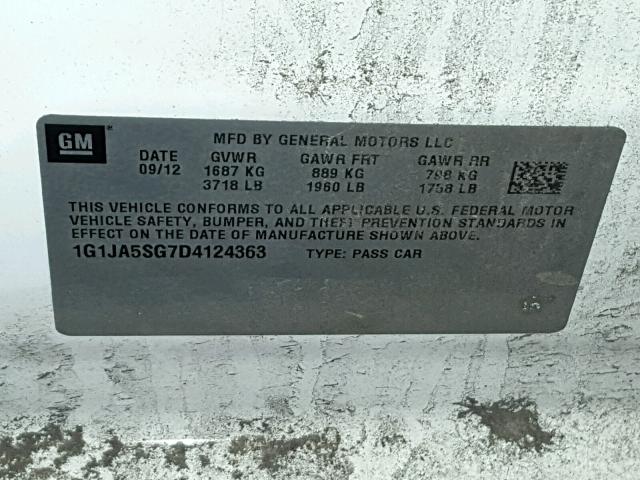 GM
MFD BY GENERAL MOTORS LLC
DATE GVWR GAWR FRT GAWR RR
09/12 1687 KG 889 KG 798 KG
3718 LB 1960 LB 1758 LB
THIS VEHICLE CONFORMS TO ALL APPLICABLE U.S. FEDERAL MOTOR
VEHICLE SAFETY, BUMPER, AND THEFT PREVENTION STANDARDS IN
EFFECT ON THE DATE OF MANUFACTURE SHOWN ABOVE.
1G1JA5SG7D4124363 TYPE: PASS CAR